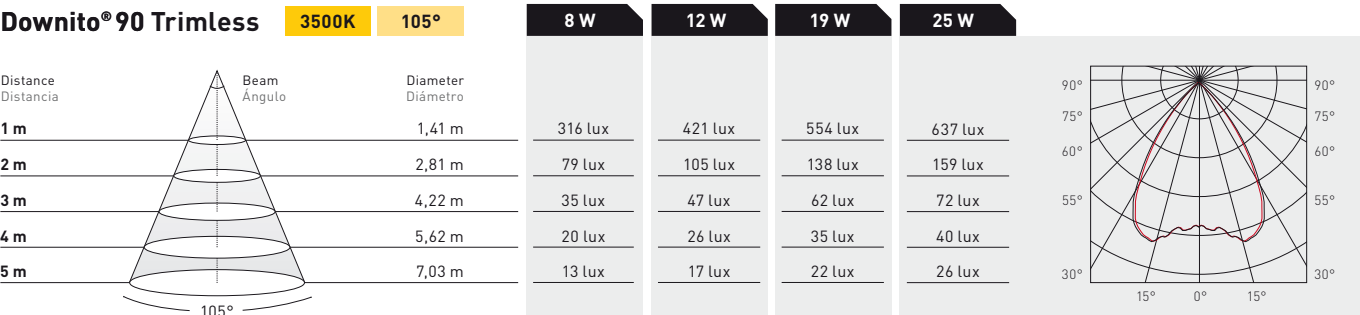 Downito® 90 Trimless 3500K 105° 8 W 12 W 19 W 25 W
Distance Beam Diameter
Distancia Ángulo Diámetro
1 m 1,41 m 316 lux 421 lux 554 lux 637 lux
2 m 2,81 m 79 lux 105 lux 138 lux 159 lux
3 m 4,22 m 35 lux 47 lux 62 lux 72 lux
4 m 5,62 m 20 lux 26 lux 35 lux 40 lux
5 m 7,03 m 13 lux 17 lux 22 lux 26 lux
105°
90° 90°
75° 75°
60° 60°
55° 55°
30° 30°
15° 0° 15°